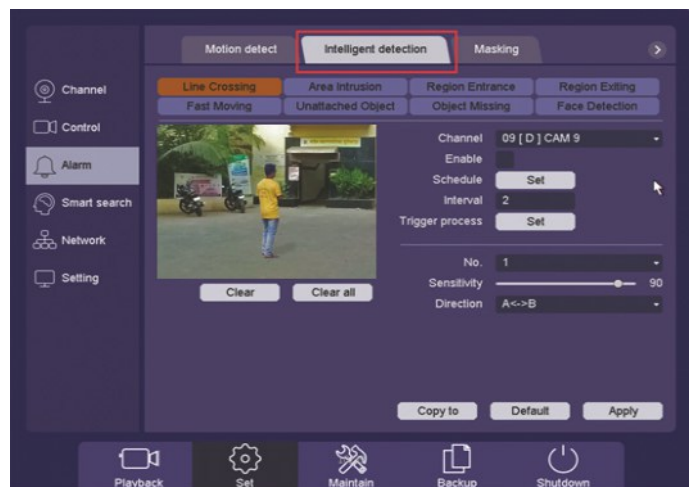 Motion detect Intelligent detection Masking >
Channel
Control
Alarm
Smart search
Network
Setting
Line Crossing Area Intrusion Region Entrance Region Exiting
Fast Moving Unattached Object Object Missing Face Detection
Clear Clear all
Channel 09 [ D ] CAM 9
Enable
Schedule Set
Interval 2
Trigger process Set
No. 1
Sensitivity 90
Direction A<->B
Copy to Default Apply
Playback Set Maintain Backup Shutdown